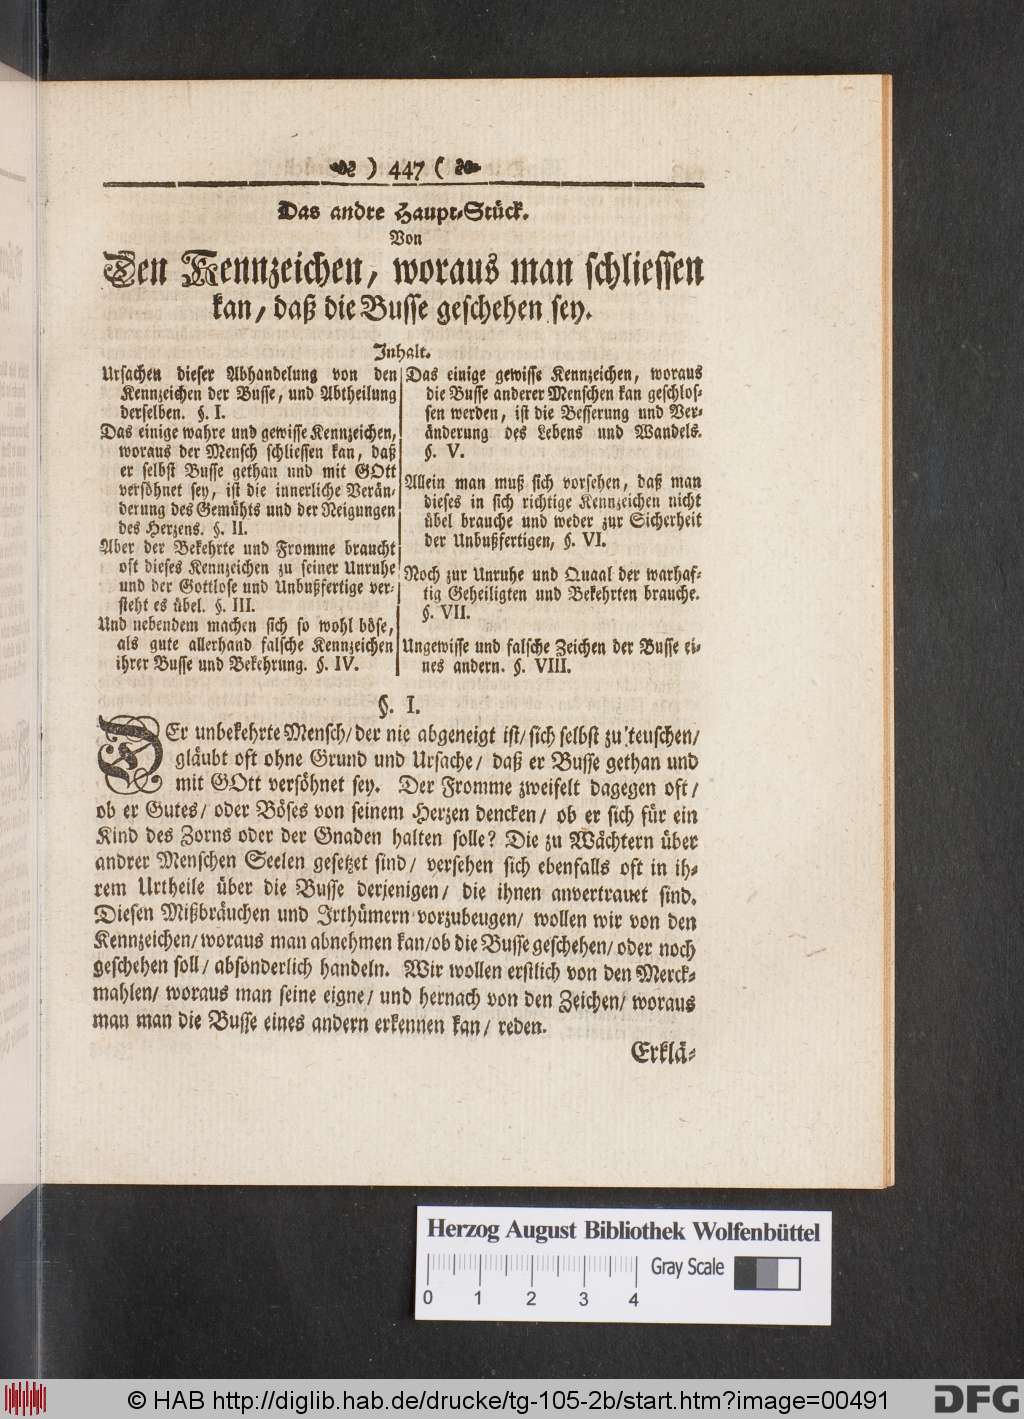 ) 447 (
Das andre Haupt-Stück.
Von
Den Kennzeichen, woraus man schliessen
kan, daß die Busse geschehen sey.
Inhalt.
Ursachen dieser Abhandelung von den
Kennzeichen der Busse, und Abtheilung
derselben. §. I.
Das einige wahre und gewisse Kennzeichen,
woraus der Mensch schliessen kan, daß
er selbst Busse gethan und mit GOtt
versöhnet sey, ist die innerliche Verän-
derung des Gemühts und der Neigungen
des Herzens. §. II.
Aber der Bekehrte und Fromme braucht
oft dieses Kennzeichen zu seiner Unruhe
und der Gottlose und Unbußfertige ver-
steht es übel. §. III.
Und nebendem machen sich so wohl böse,
als gute allerhand falsche Kennzeichen
ihrer Busse und Bekehrung. §. IV.
Das einige gewisse Kennzeichen, woraus
die Busse anderer Menschen kan geschlos-
sen werden, ist die Besserung und Ver-
änderung des Lebens und Wandels.
§. V.
Allein man muß sich vorsehen, daß man
dieses in sich richtige Kennzeichen nicht
übel brauche und weder zur Sicherheit
der Unbußfertigen, §. VI.
Noch zur Unruhe und Quaal der warhaf-
tig Geheiligten und Bekehrten brauche.
§. VII.
Ungewisse und falsche Zeichen der Busse ei-
nes andern. §. VIII.
§. I.
DEr unbekehrte Mensch/ der nie abgeneigt ist/ sich selbst zu teuschen/
gläubt oft ohne Grund und Ursache/ daß er Busse gethan und
mit GOtt versöhnet sey. Der Fromme zweifelt dagegen oft/
ob er Gutes/ oder Böses von seinem Herzen dencken/ ob er sich für ein
Kind des Zorns oder der Gnaden halten solle? Die zu Wächtern über
andrer Menschen Seelen gesetzet sind/ versehen sich ebenfalls oft in ih-
rem Urtheile über die Busse derjenigen/ die ihnen anvertrauet sind.
Diesen Mißbräuchen und Irthümern vorzubeugen/ wollen wir von den
Kennzeichen/ woraus man abnehmen kan/ ob die Busse geschehen/ oder noch
geschehen soll/ absonderlich handeln. Wir wollen erstlich von den Merck-
mahlen/ woraus man seine eigne/ und hernach von den Zeichen/ woraus
man man die Busse eines andern erkennen kan/ reden.
Erklä-
Herzog August Bibliothek Wolfenbüttel
Gray Scale
0 1 2 3 4
© HAB http://diglib.hab.de/drucke/tg-105-2b/start.htm?image=00491
DFG